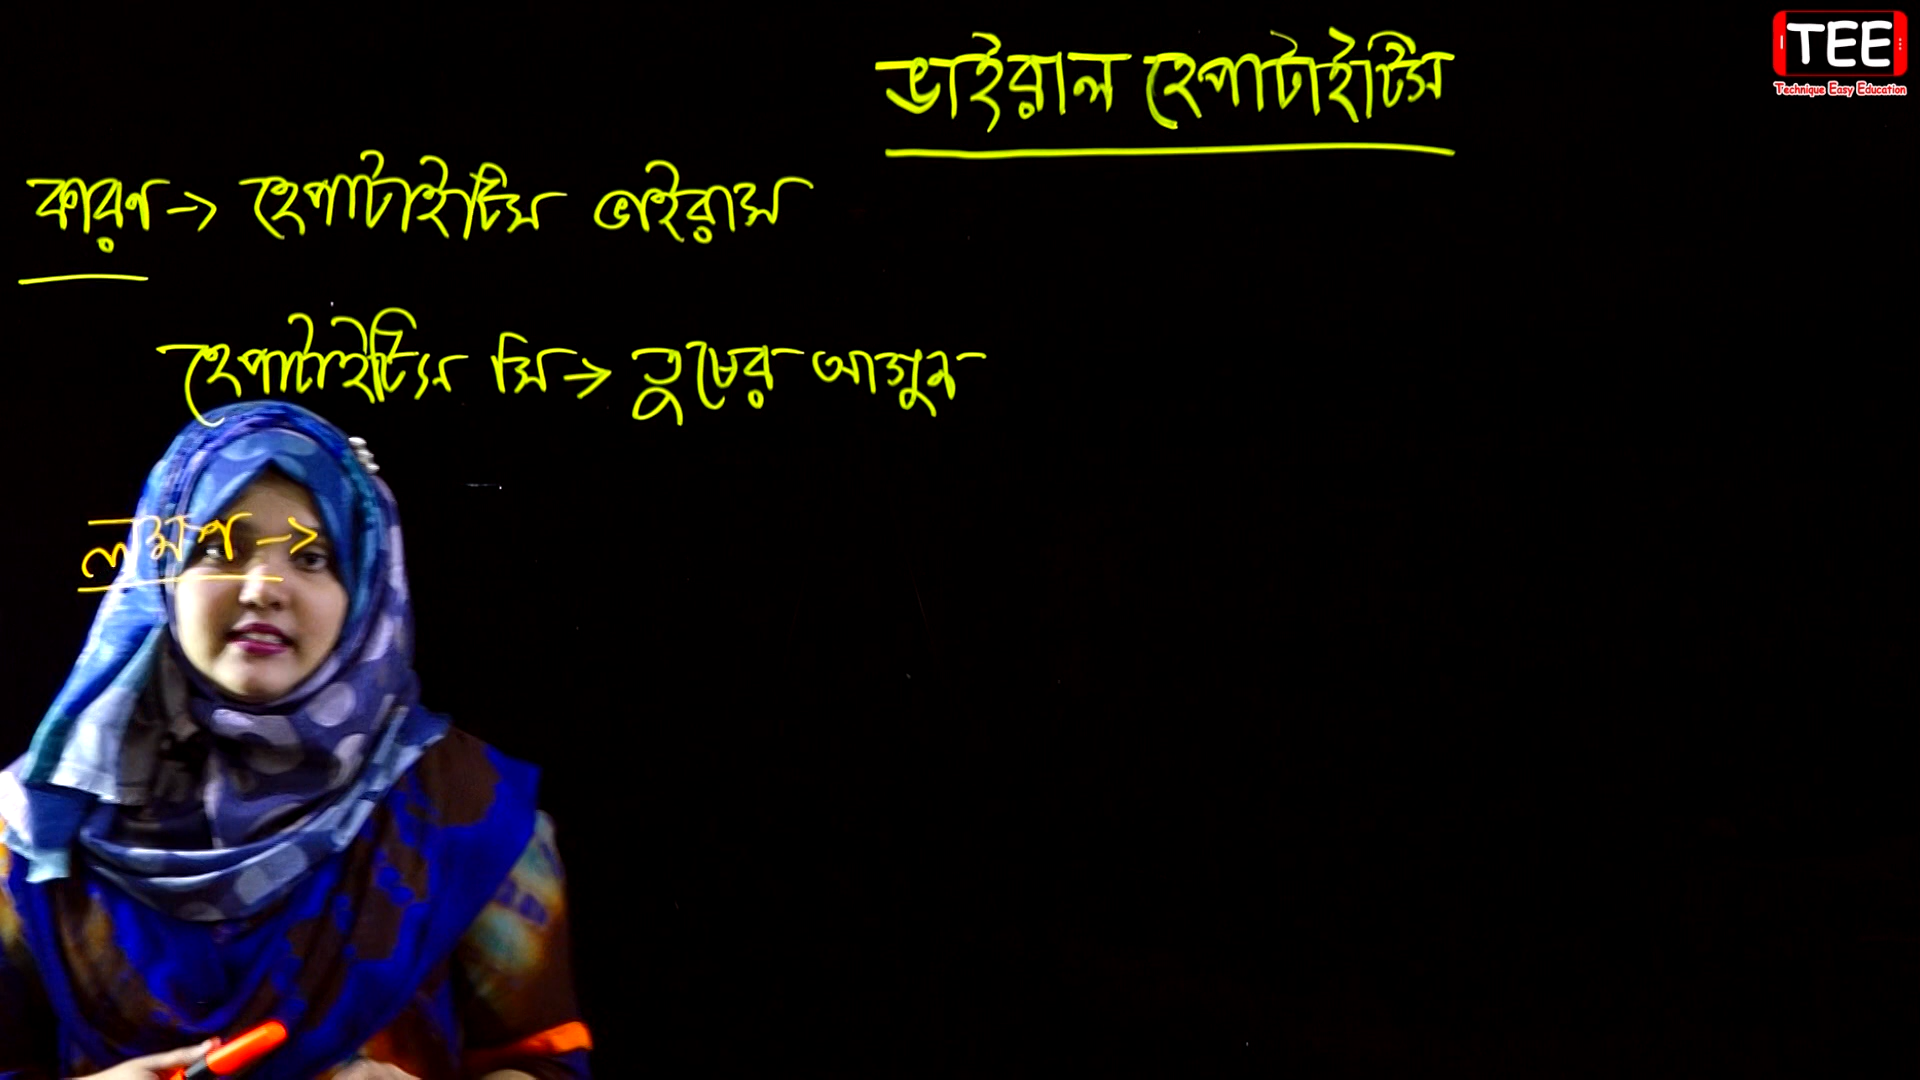 ভাইরাল হেপাটাইটিস
TEE
Technique Easy Education
কারণ → হেপাটাইটিস ভাইরাস
হেপাটাইটিস সি → তুষের আগুন
লক্ষণ →